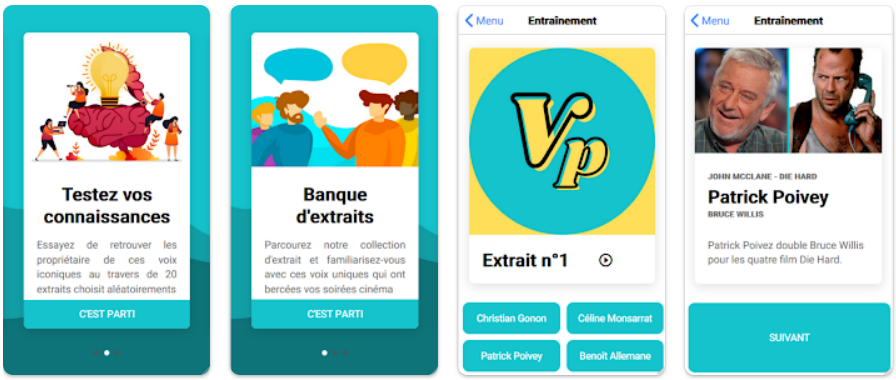 Testez vos
connaissances
Essayez de retrouver les
propriétaire de ces voix
iconiques au travers de 20
extraits choisit aléatoirements
C'EST PARTI
Banque
d'extraits
Parcourez notre collection
d'extrait et familiarisez-vous
avec ces voix uniques qui ont
bercées vos soirées cinéma
C'EST PARTI
Menu
Entraînement
Vp
Extrait n°1
Christian Gonon
Céline Monsarrat
Patrick Poivey
Benoît Allemane
Menu
Entraînement
JOHN MCCLANE - DIE HARD
Patrick Poivey
BRUCE WILLIS
Patrick Poivez double Bruce Willis
pour les quatre film Die Hard.
SUIVANT